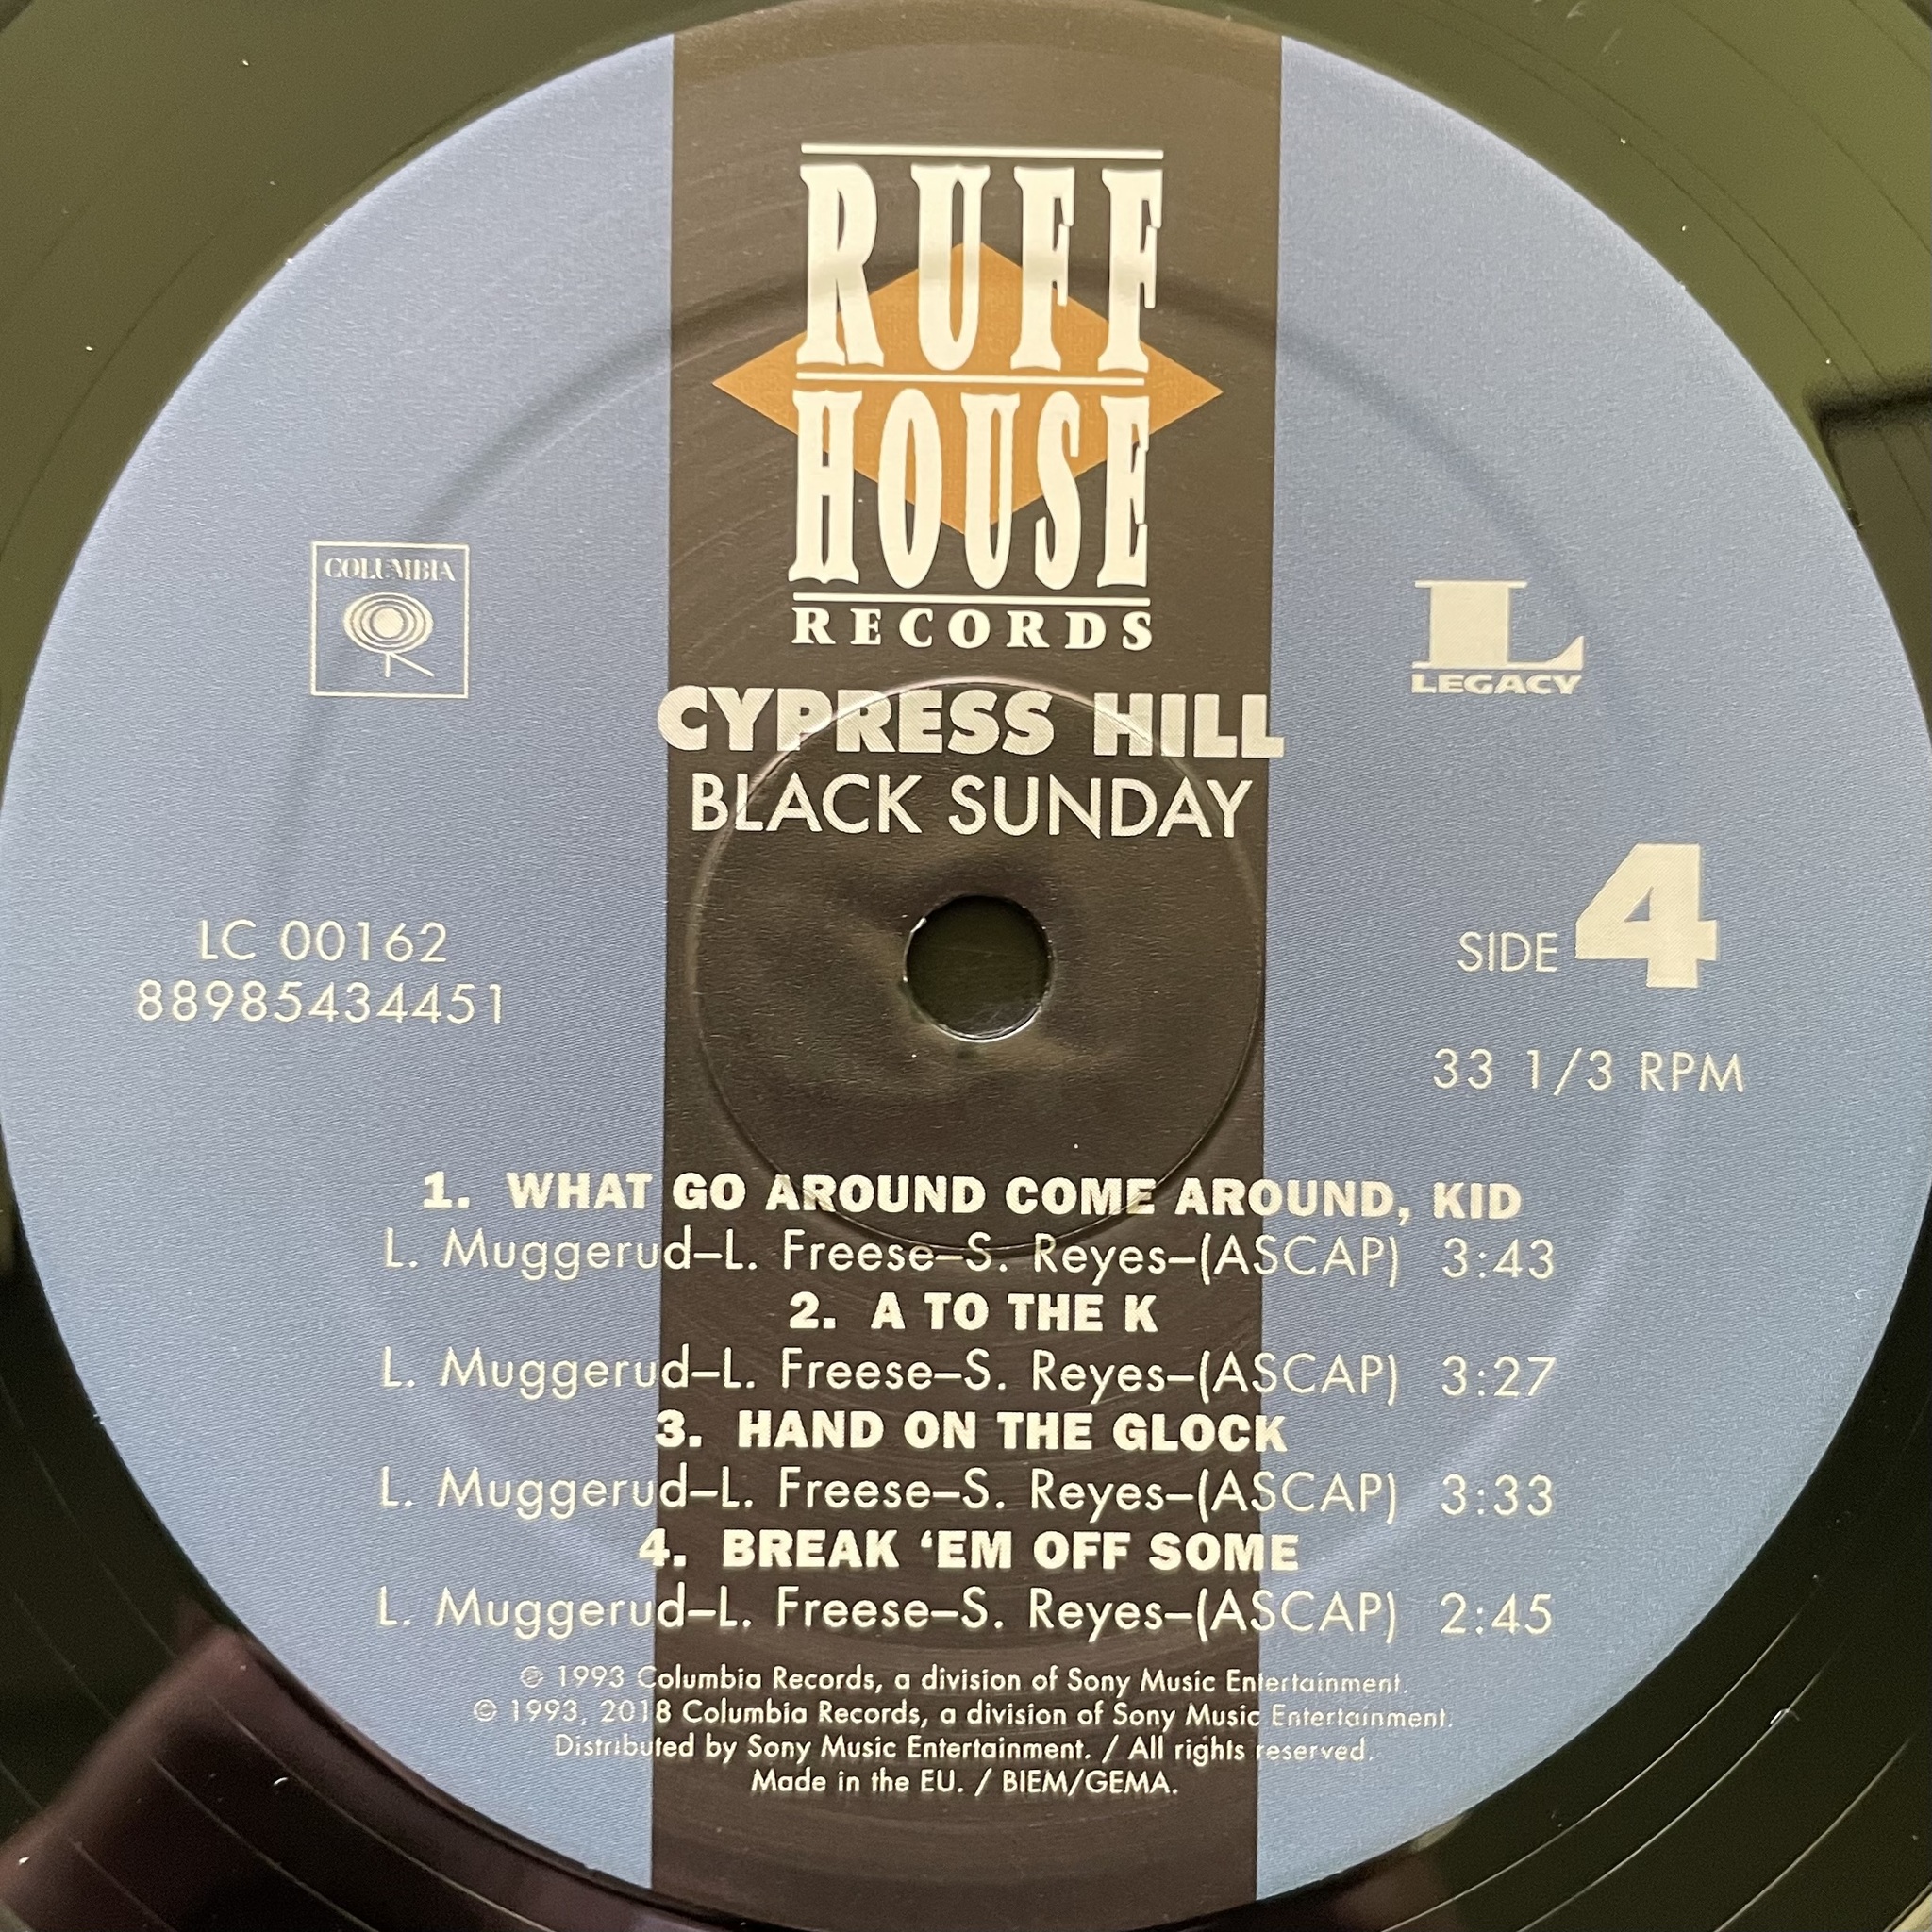 RUFF
HOUSE
RECORDS
COLUMBIA
L
LEGACY
CYPRESS HILL
BLACK SUNDAY
LC 00162
88985434451
SIDE 4
33 1/3 RPM
1. WHAT GO AROUND COME AROUND, KID
L. Muggerud–L. Freese–S. Reyes–(ASCAP) 3:43
2. A TO THE K
L. Muggerud–L. Freese–S. Reyes–(ASCAP) 3:27
3. HAND ON THE GLOCK
L. Muggerud–L. Freese–S. Reyes–(ASCAP) 3:33
4. BREAK ‘EM OFF SOME
L. Muggerud–L. Freese–S. Reyes–(ASCAP) 2:45
℗ 1993 Columbia Records, a division of Sony Music Entertainment.
© 1993, 2018 Columbia Records, a division of Sony Music Entertainment.
Distributed by Sony Music Entertainment. / All rights reserved.
Made in the EU. / BIEM/GEMA.